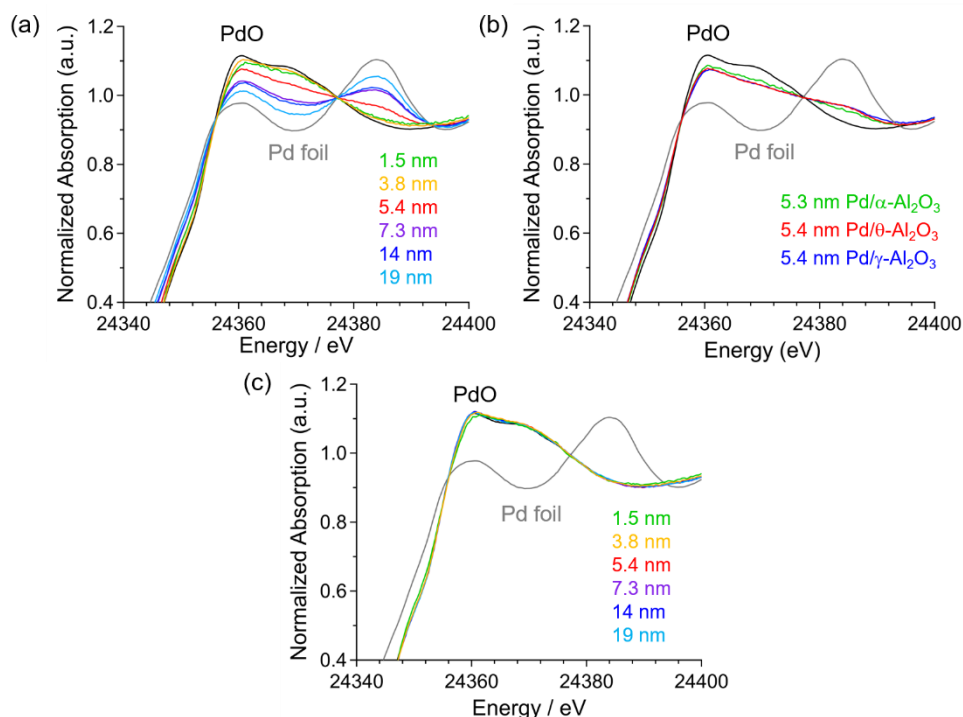 (a)
Normalized Absorption (a.u.)
1.2
1.0
0.8
0.6
0.4
PdO
Pd foil
1.5 nm
3.8 nm
5.4 nm
7.3 nm
14 nm
19 nm
24340 24360 24380 24400
Energy / eV
(b)
Normalized Absorption (a.u.)
1.2
1.0
0.8
0.6
0.4
PdO
Pd foil
5.3 nm Pd/α-Al₂O₃
5.4 nm Pd/θ-Al₂O₃
5.4 nm Pd/γ-Al₂O₃
24340 24360 24380 24400
Energy (eV)
(c)
Normalized Absorption (a.u.)
1.2
1.0
0.8
0.6
0.4
PdO
Pd foil
1.5 nm
3.8 nm
5.4 nm
7.3 nm
14 nm
19 nm
24340 24360 24380 24400
Energy / eV